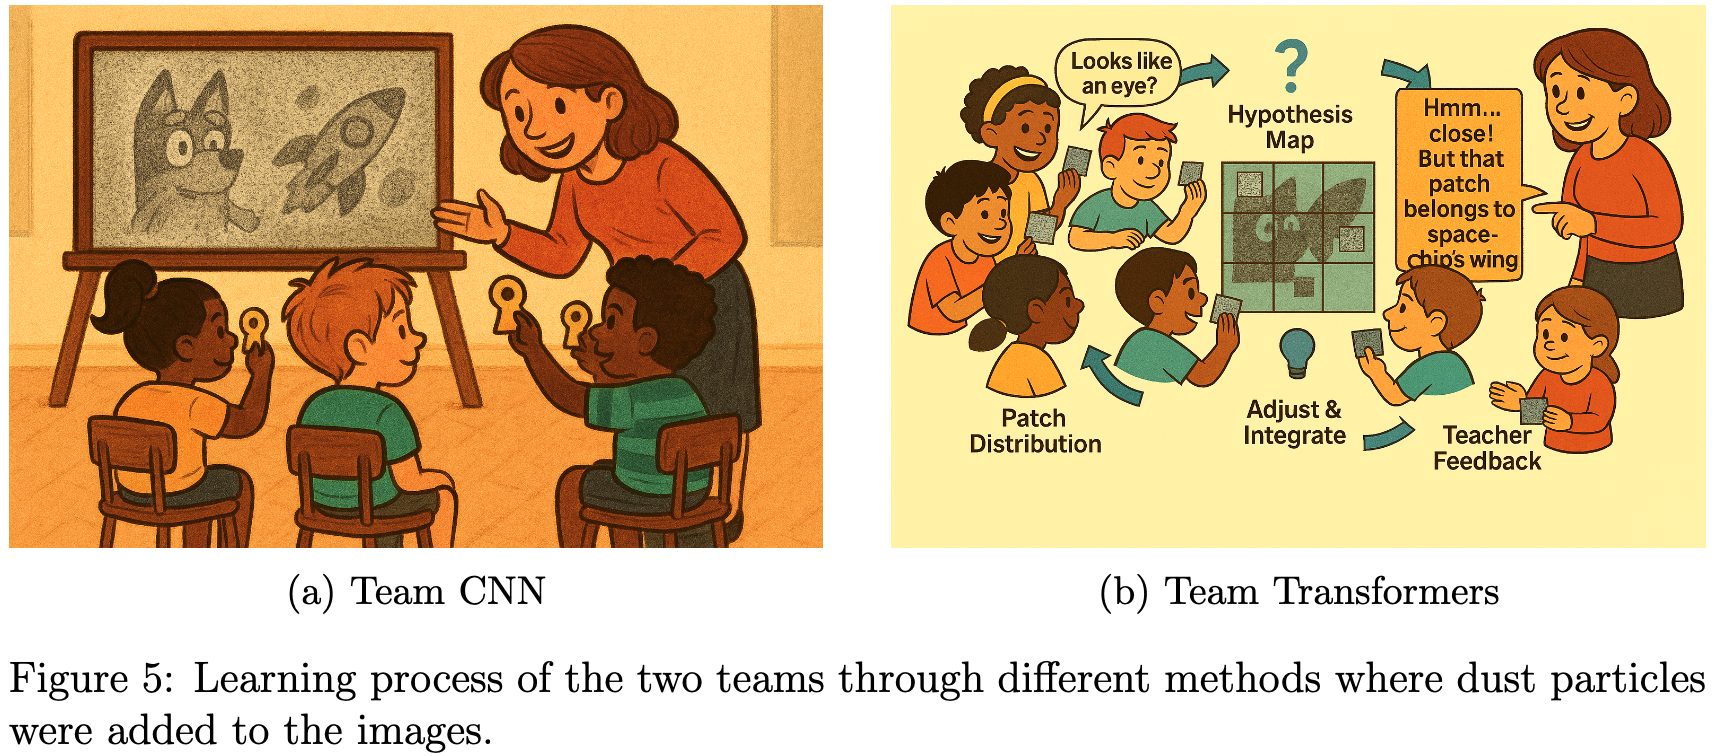 Looks like
an eye?
?
Hypothesis
Map
Hmm...
close!
But that
patch
belongs to
space-
chip's wing
Patch
Distribution
Adjust &
Integrate
Teacher
Feedback
(a) Team CNN
(b) Team Transformers
Figure 5: Learning process of the two teams through different methods where dust particles
were added to the images.